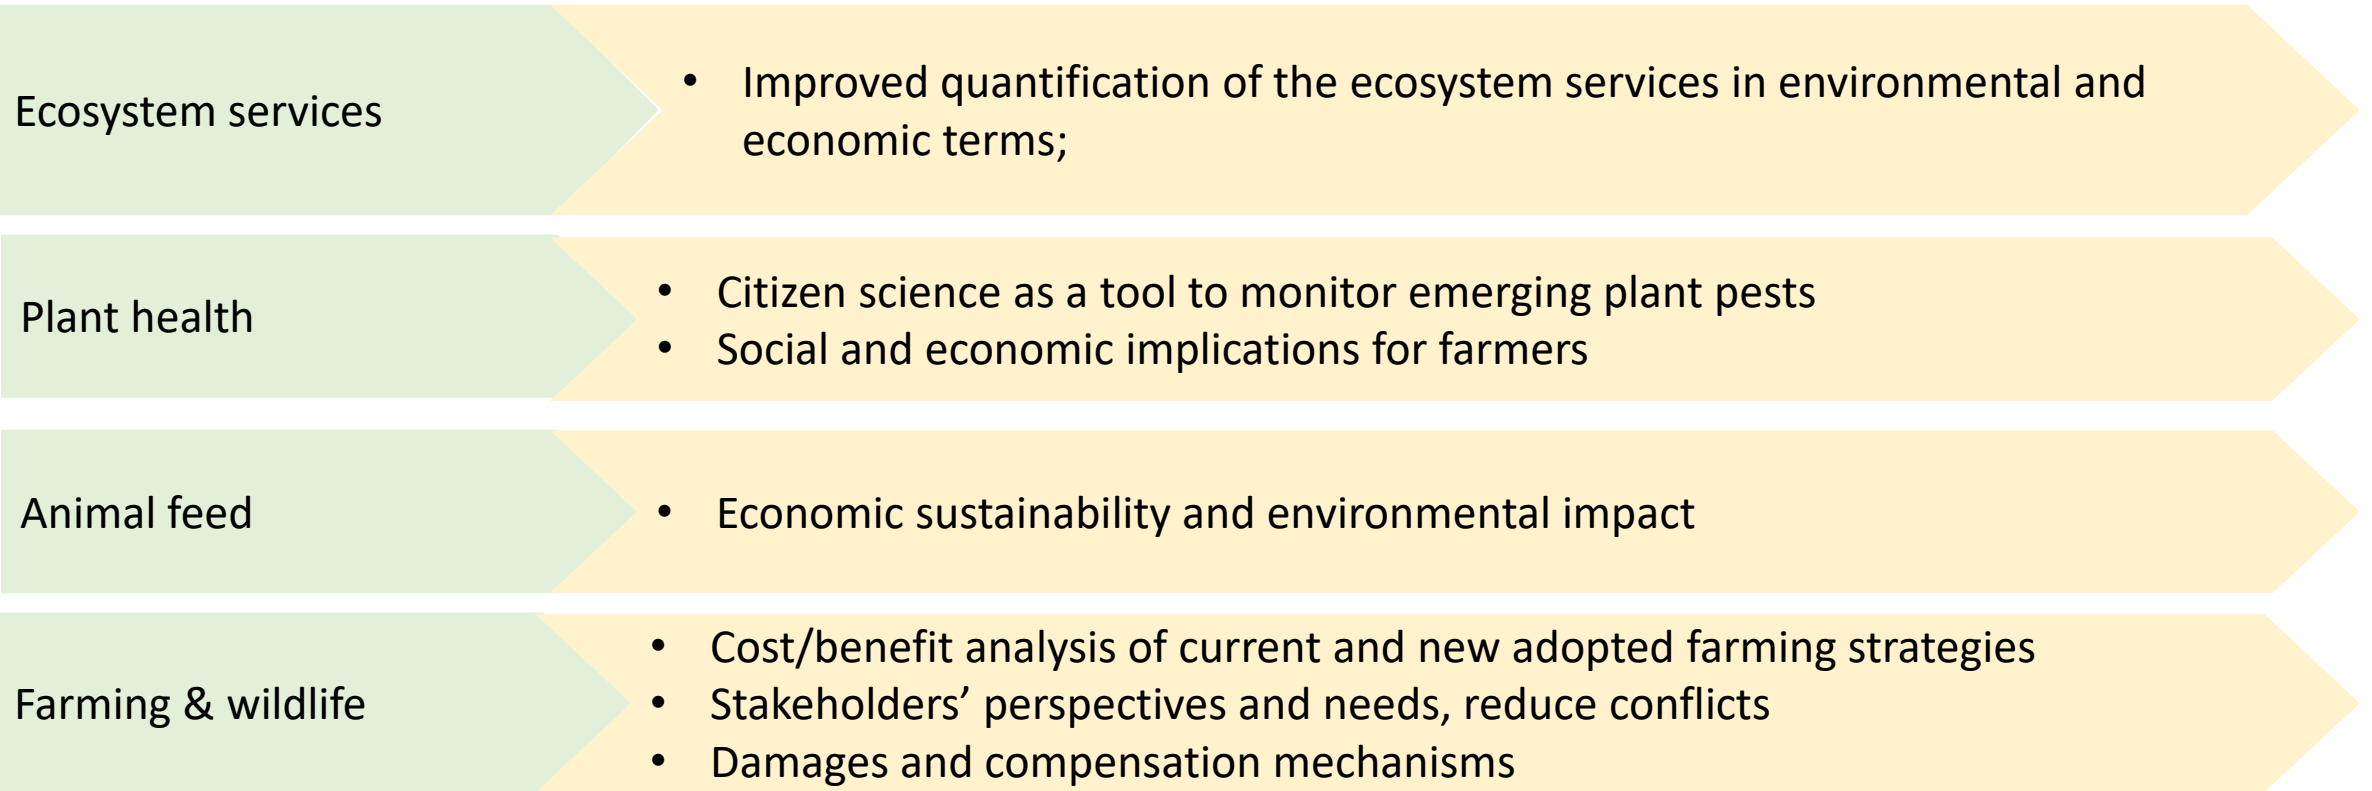 Ecosystem services
• Improved quantification of the ecosystem services in environmental and
economic terms;
Plant health
• Citizen science as a tool to monitor emerging plant pests
• Social and economic implications for farmers
Animal feed
• Economic sustainability and environmental impact
Farming & wildlife
• Cost/benefit analysis of current and new adopted farming strategies
• Stakeholders’ perspectives and needs, reduce conflicts
• Damages and compensation mechanisms